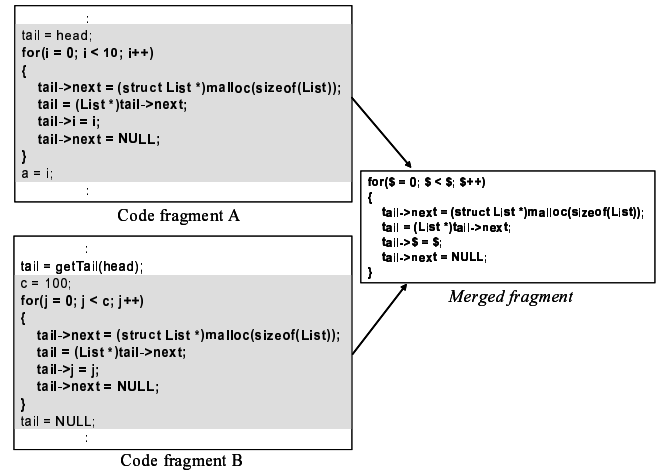 :
tail = head;
for(i = 0; i < 10; i++)
{
tail->next = (struct List *)malloc(sizeof(List));
tail = (List *)tail->next;
tail->i = i;
tail->next = NULL;
}
a = i;
:
Code fragment A
:
tail = getTail(head);
c = 100;
for(j = 0; j < c; j++)
{
tail->next = (struct List *)malloc(sizeof(List));
tail = (List *)tail->next;
tail->j = j;
tail->next = NULL;
}
tail = NULL;
:
Code fragment B
for($ = 0; $ < $; $++)
{
tail->next = (struct List *)malloc(sizeof(List));
tail = (List *)tail->next;
tail->$ = $;
tail->next = NULL;
}
Merged fragment